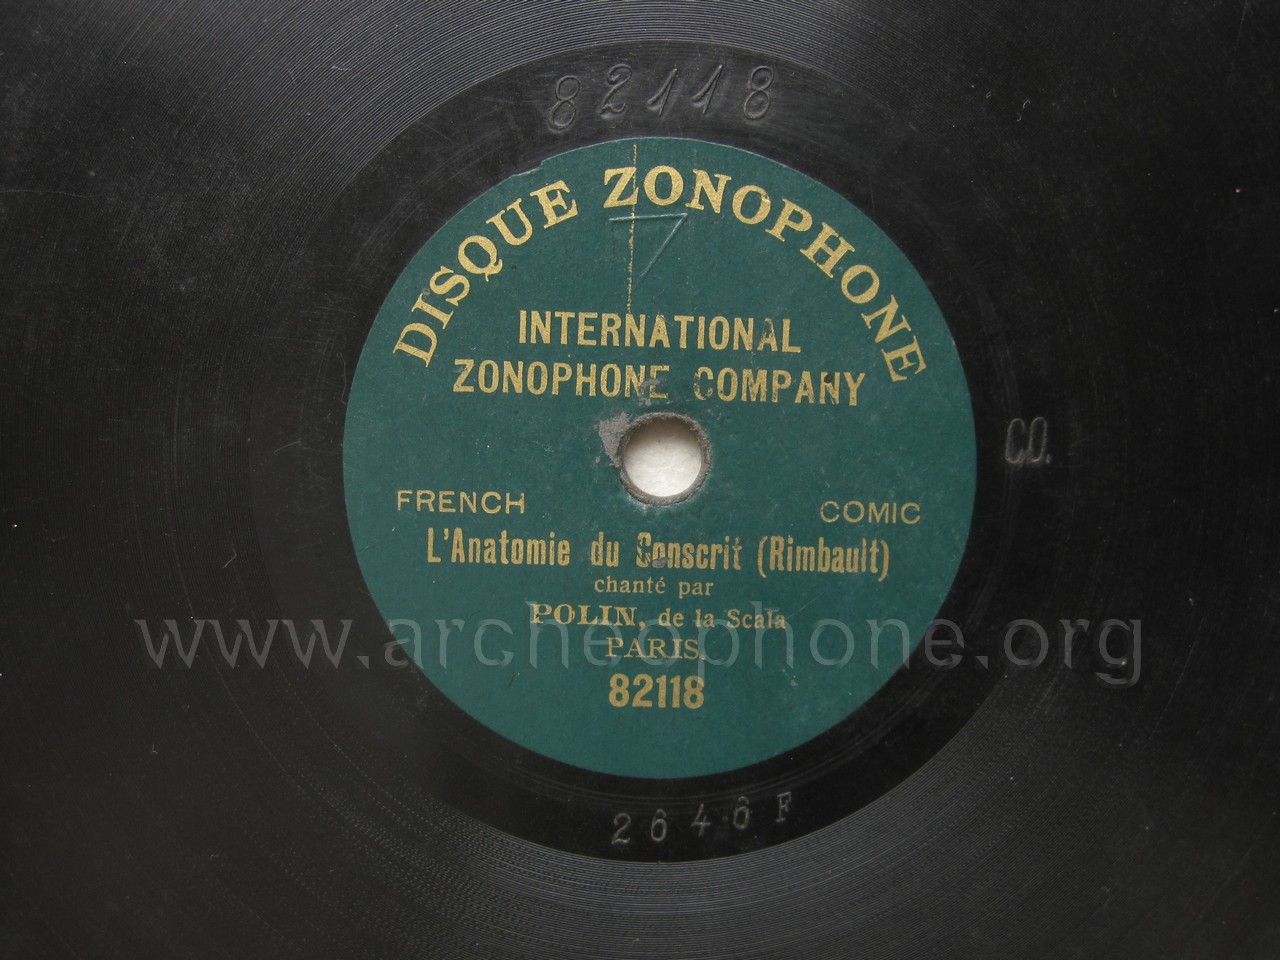 82118
DISQUE ZONOPHONE
INTERNATIONAL
ZONOPHONE COMPANY
CO.
FRENCH COMIC
L'Anatomie du Conscrit (Rimbault)
chanté par
POLIN, de la Scala
www.archeophone.org
PARIS.
82118
2646F